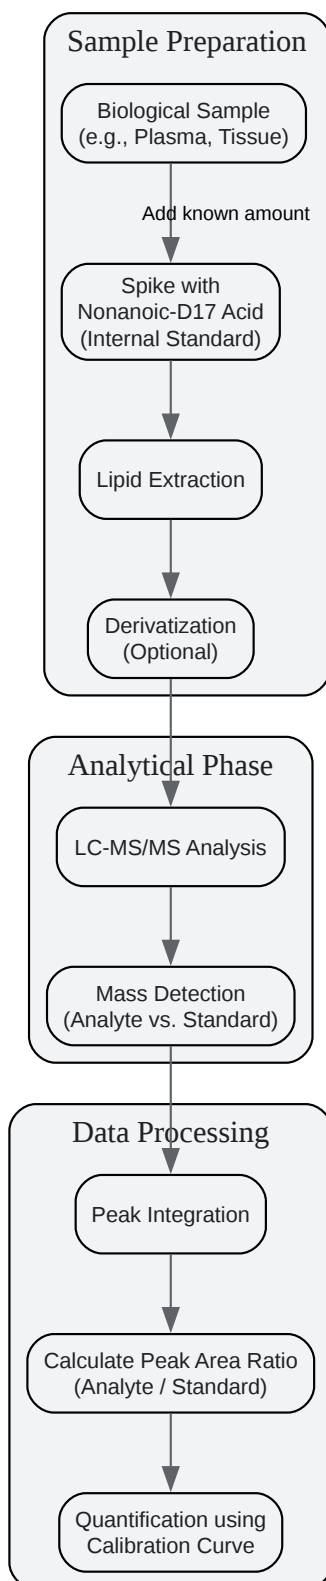 Sample Preparation
Biological Sample
(e.g., Plasma, Tissue)
Add known amount
Spike with
Nonanoic-D17 Acid
(Internal Standard)
Lipid Extraction
Derivatization
(Optional)
Analytical Phase
LC-MS/MS Analysis
Mass Detection
(Analyte vs. Standard)
Data Processing
Peak Integration
Calculate Peak Area Ratio
(Analyte / Standard)
Quantification using
Calibration Curve